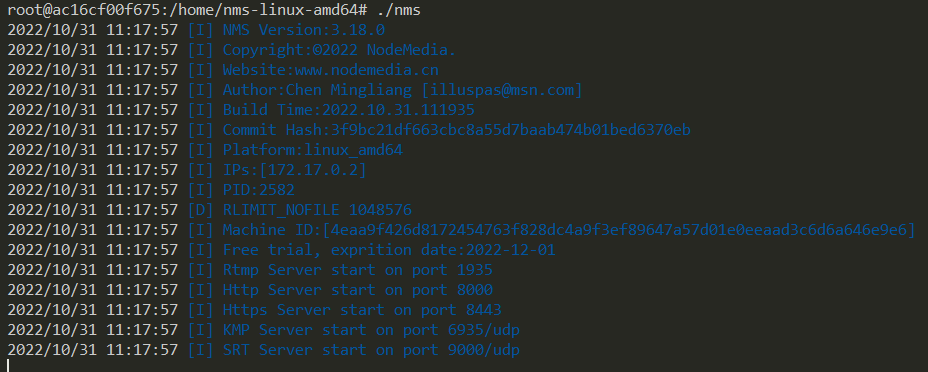 root@ac16cf00f675:/home/nms-linux-amd64# ./nms
2022/10/31 11:17:57 [I] NMS Version:3.18.0
2022/10/31 11:17:57 [I] Copyright:©2022 NodeMedia.
2022/10/31 11:17:57 [I] Website:www.nodemedia.cn
2022/10/31 11:17:57 [I] Author:Chen Mingliang [illuspas@msn.com]
2022/10/31 11:17:57 [I] Build Time:2022.10.31.111935
2022/10/31 11:17:57 [I] Commit Hash:3f9bc21df663cbc8a55d7baab474b01bed6370eb
2022/10/31 11:17:57 [I] Platform:linux_amd64
2022/10/31 11:17:57 [I] IPs:[172.17.0.2]
2022/10/31 11:17:57 [I] PID:2582
2022/10/31 11:17:57 [D] RLIMIT_NOFILE 1048576
2022/10/31 11:17:57 [I] Machine ID:[4eaa9f426d8172454763f828dc4a9f3ef89647a57d01e0eeaad3c6d6a646e9e6]
2022/10/31 11:17:57 [I] Free trial, exprition date:2022-12-01
2022/10/31 11:17:57 [I] Rtmp Server start on port 1935
2022/10/31 11:17:57 [I] Http Server start on port 8000
2022/10/31 11:17:57 [I] Https Server start on port 8443
2022/10/31 11:17:57 [I] KMP Server start on port 6935/udp
2022/10/31 11:17:57 [I] SRT Server start on port 9000/udp